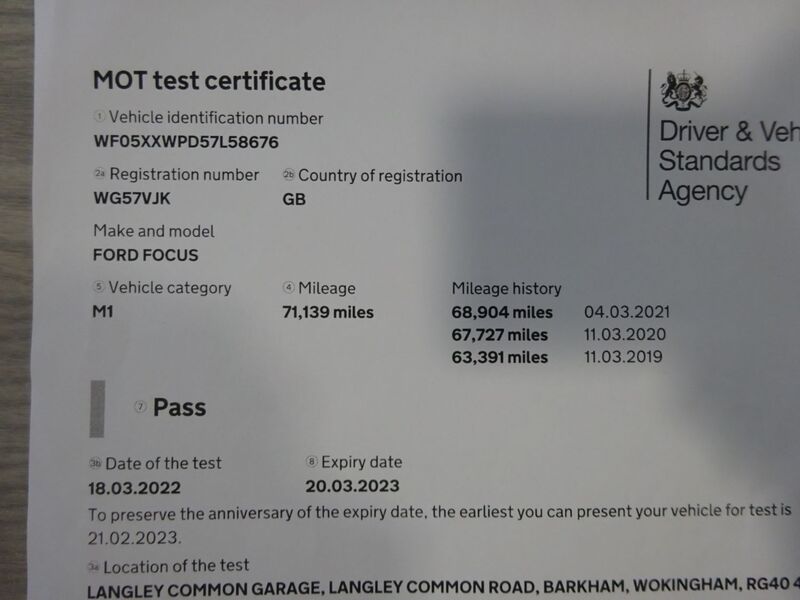 MOT test certificate
1 Vehicle identification number
WF05XXWPD57L58676
2a Registration number 2b Country of registration
WG57VJK GB
Make and model
FORD FOCUS
5 Vehicle category 4 Mileage Mileage history
M1 71,139 miles 68,904 miles 04.03.2021
67,727 miles 11.03.2020
63,391 miles 11.03.2019
7 Pass
3b Date of the test 8 Expiry date
18.03.2022 20.03.2023
To preserve the anniversary of the expiry date, the earliest you can present your vehicle for test is
21.02.2023.
3a Location of the test
LANGLEY COMMON GARAGE, LANGLEY COMMON ROAD, BARKHAM, WOKINGHAM, RG40 4
Driver & Veh
Standards
Agency